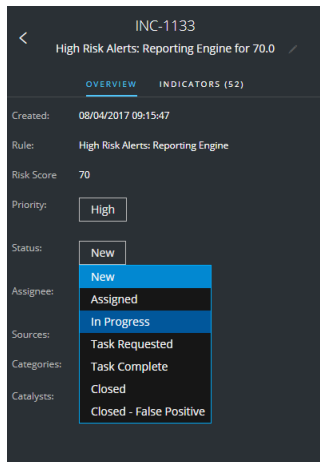 INC-1133
High Risk Alerts: Reporting Engine for 70.0
OVERVIEW INDICATORS (52)
Created: 08/04/2017 09:15:47
Rule: High Risk Alerts: Reporting Engine
Risk Score 70
Priority: High
Status: New
New
Assignee:
Assigned
In Progress
Sources:
Task Requested
Categories: Task Complete
Closed
Catalysts:
Closed - False Positive